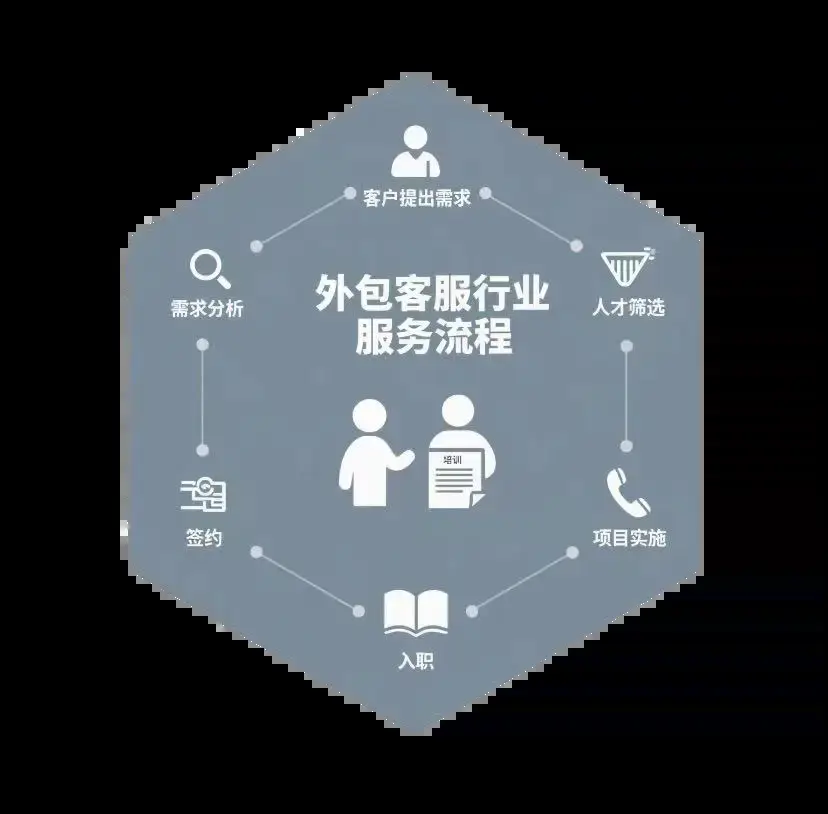 客户提出需求
需求分析
人才筛选
外包客服行业
服务流程
培训
签约
项目实施
入职